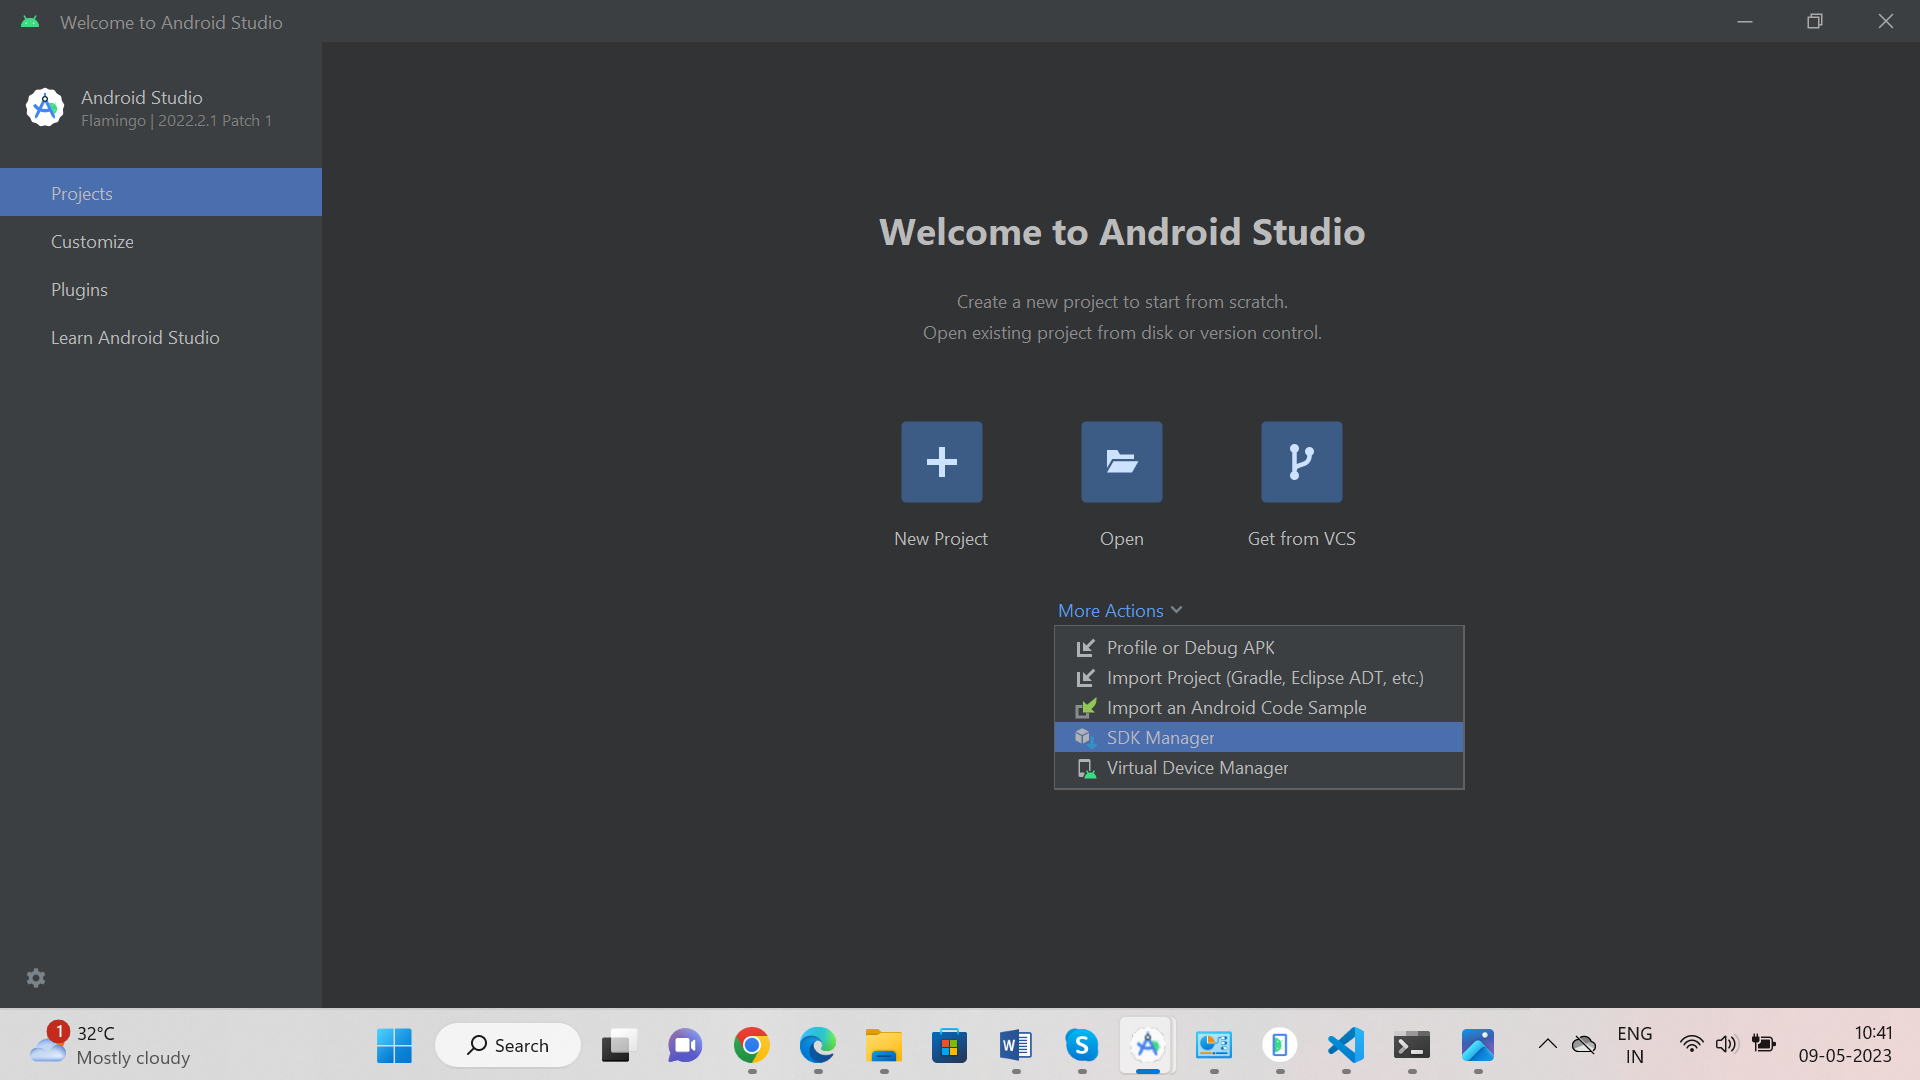 Welcome to Android Studio
Android Studio
Flamingo | 2022.2.1 Patch 1
Projects
Customize
Plugins
Learn Android Studio
Welcome to Android Studio
Create a new project to start from scratch.
Open existing project from disk or version control.
New Project
Open
Get from VCS
More Actions
Profile or Debug APK
Import Project (Gradle, Eclipse ADT, etc.)
Import an Android Code Sample
SDK Manager
Virtual Device Manager
1
32°C
Mostly cloudy
Search
W
S
ENG
IN
10:41
09-05-2023